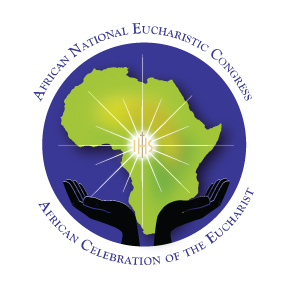 AFRICAN NATIONAL EUCHARISTIC CONGRESS
IHS
AFRICAN CELEBRATION OF THE EUCHARIST